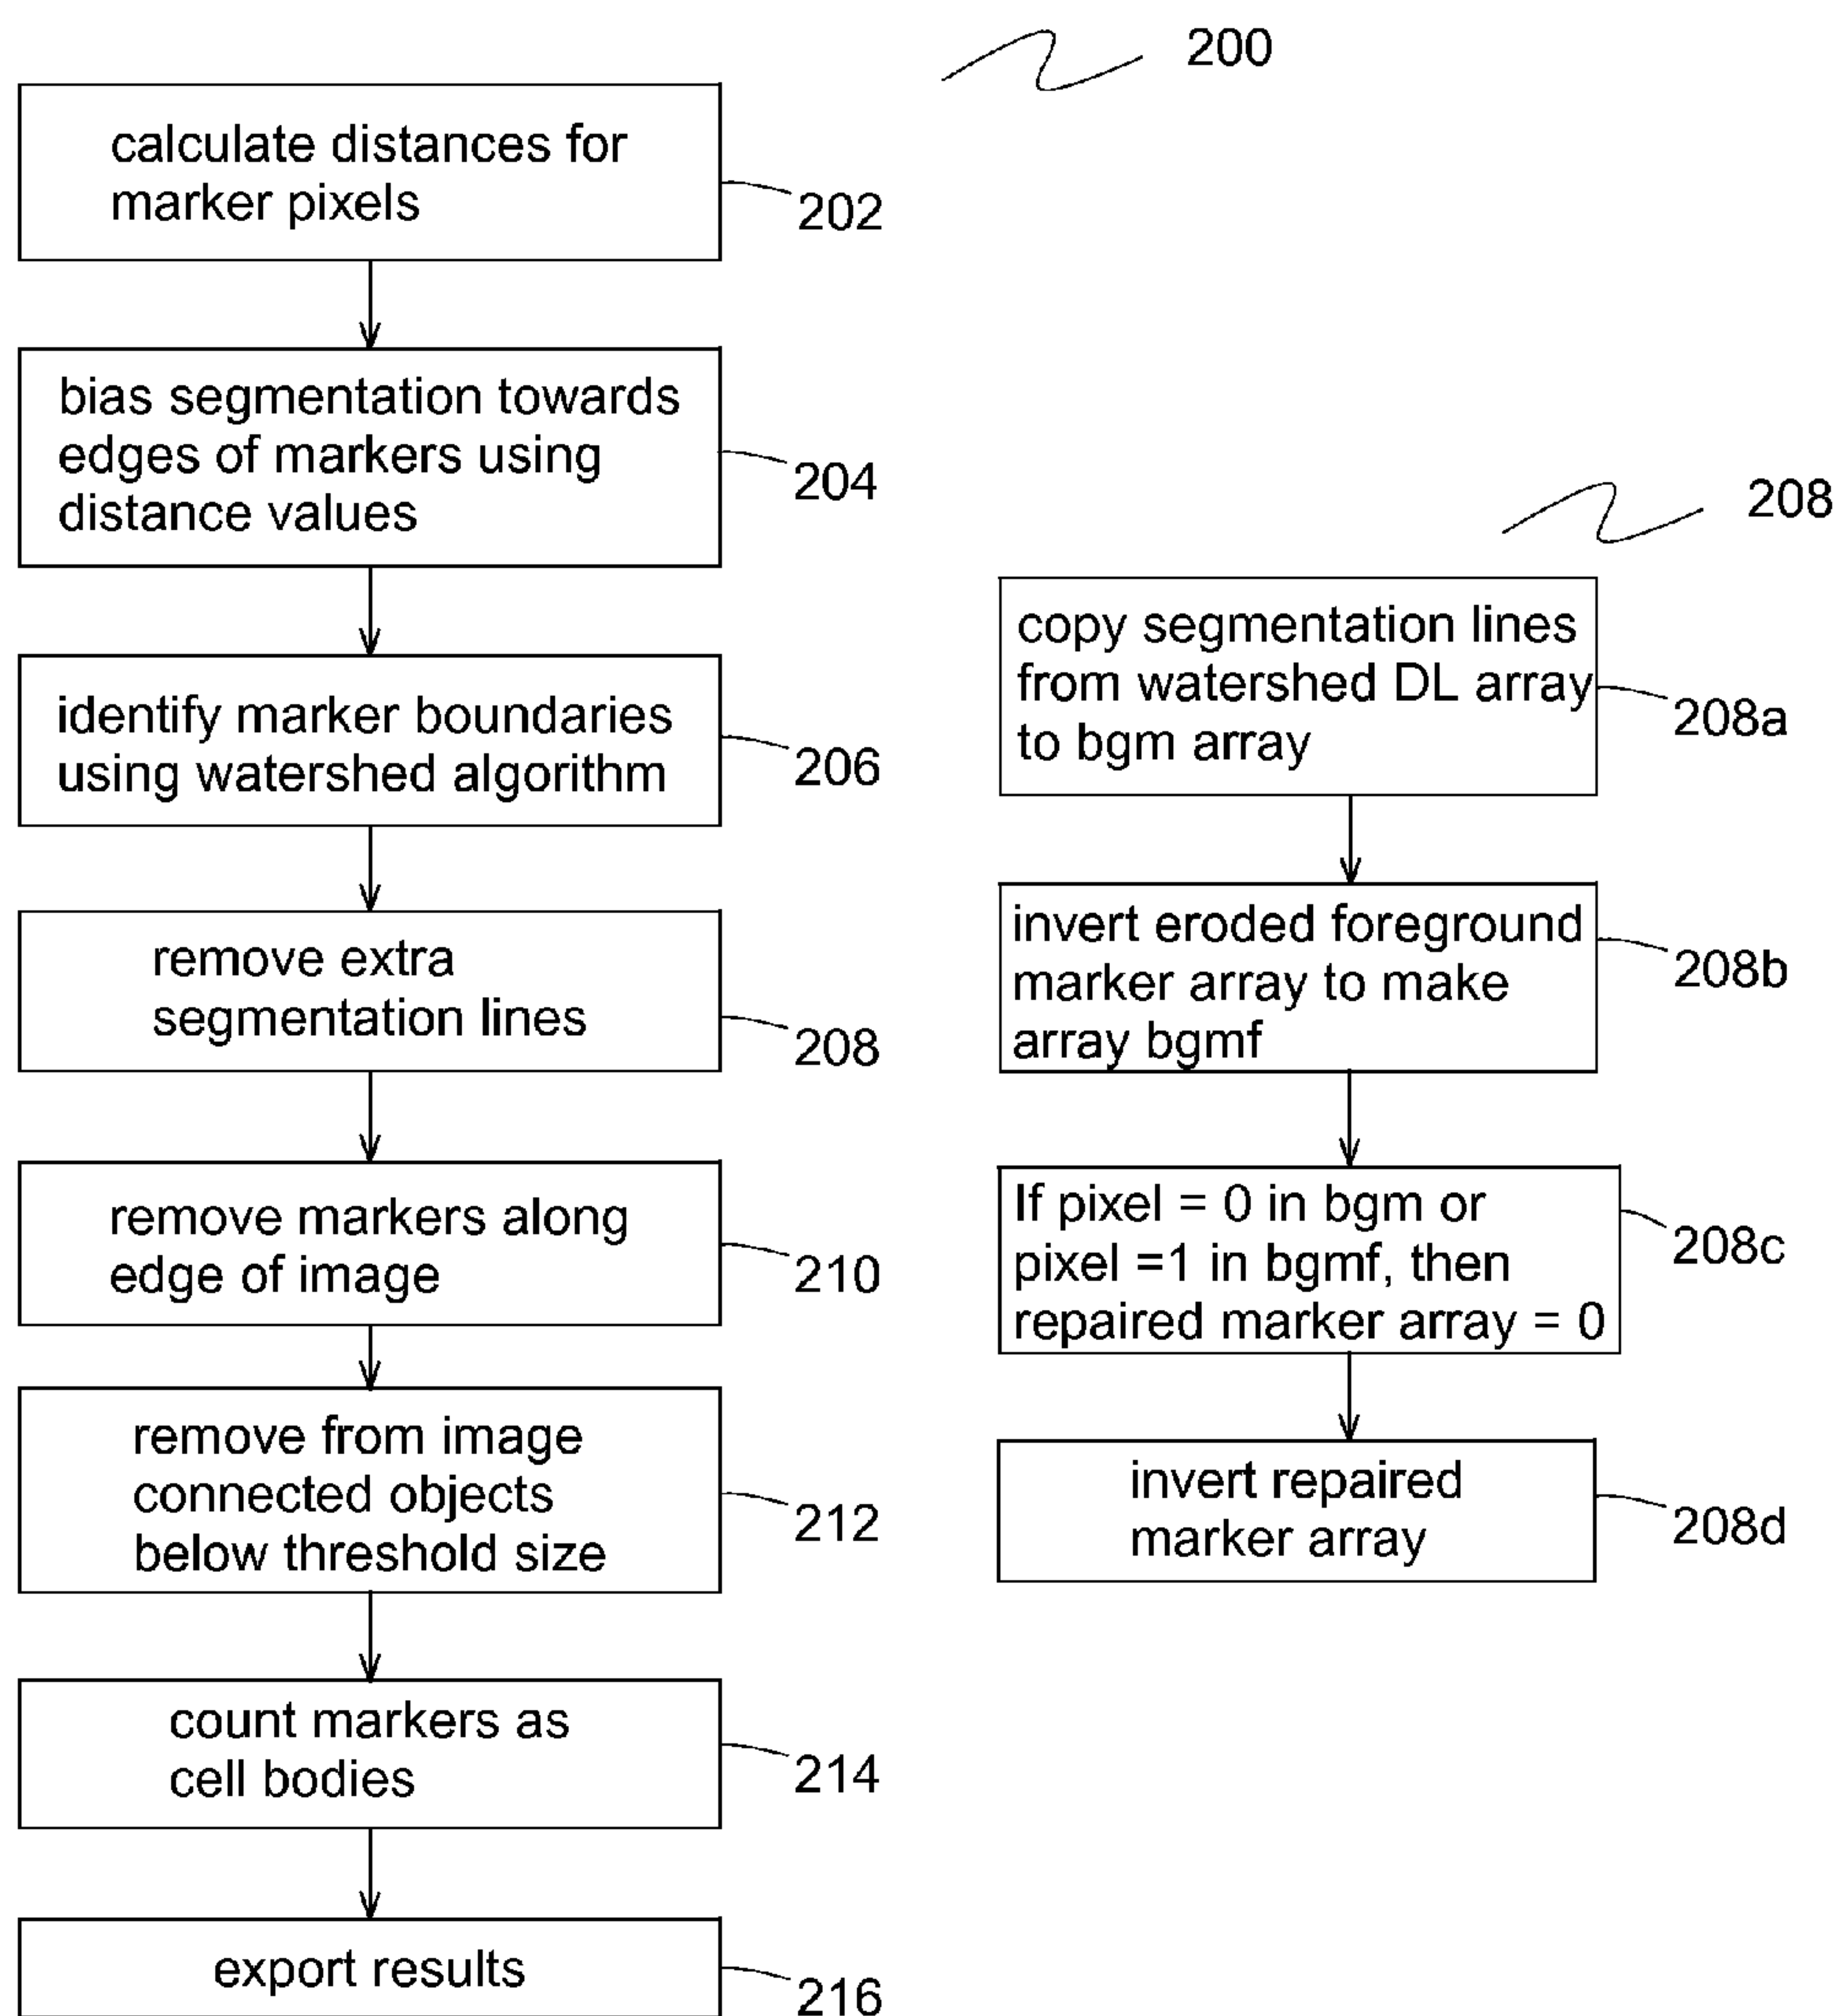 200
calculate distances for
marker pixels
202
bias segmentation towards
edges of markers using
distance values
204
identify marker boundaries
using watershed algorithm
206
remove extra
segmentation lines
208
remove markers along
edge of image
210
remove from image
connected objects
below threshold size
212
count markers as
cell bodies
214
export results
216
208
copy segmentation lines
from watershed DL array
to bgm array
208a
invert eroded foreground
marker array to make
array bgmf
208b
If pixel = 0 in bgm or
pixel =1 in bgmf, then
repaired marker array = 0
208c
invert repaired
marker array
208d